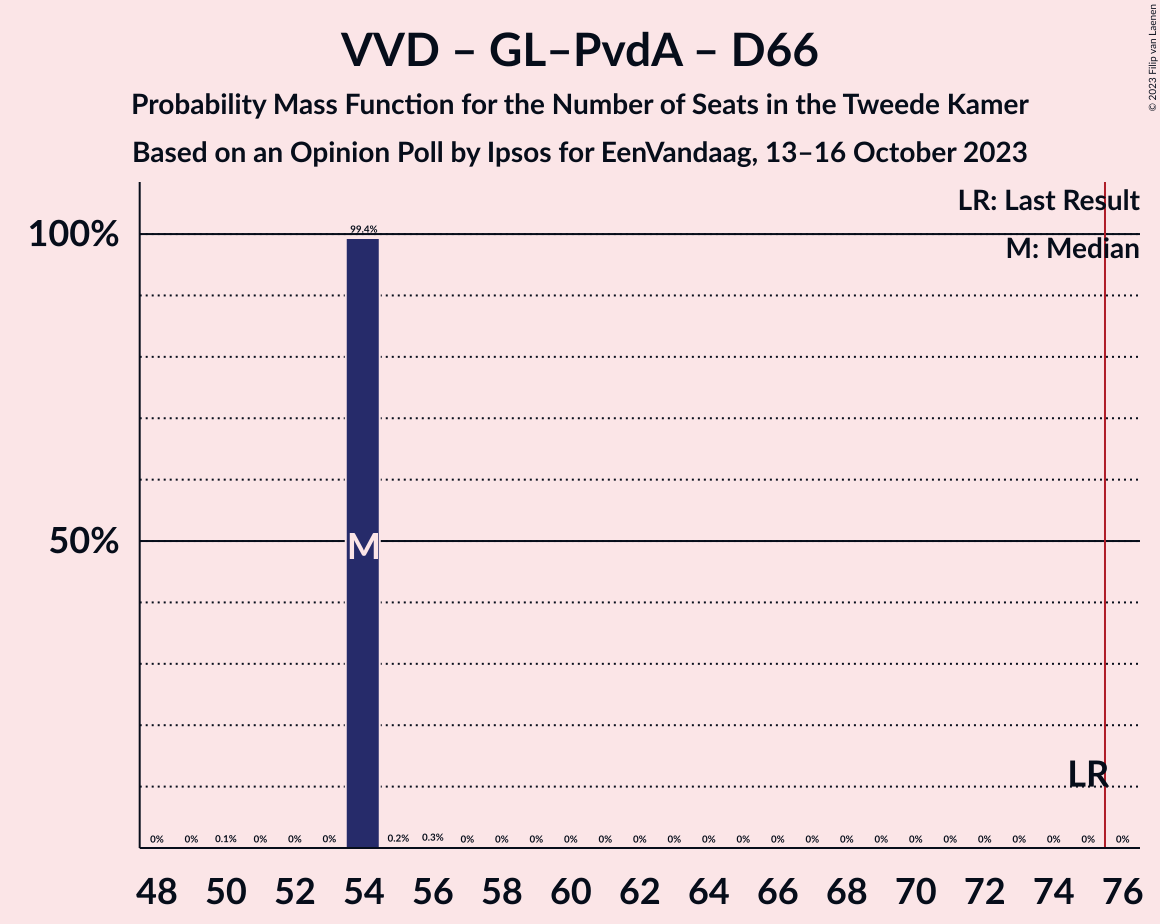 VVD – GL–PvdA – D66
Probability Mass Function for the Number of Seats in the Tweede Kamer
Based on an Opinion Poll by Ipsos for EenVandaag, 13–16 October 2023
© 2023 Filip van Laenen
LR: Last Result
M: Median
100%
50%
99.4%
M
LR
0% 0% 0.1% 0% 0% 0% 0.2% 0.3% 0% 0% 0% 0% 0% 0% 0% 0% 0% 0% 0% 0% 0% 0% 0% 0% 0% 0% 0% 0%
48 50 52 54 56 58 60 62 64 66 68 70 72 74 76